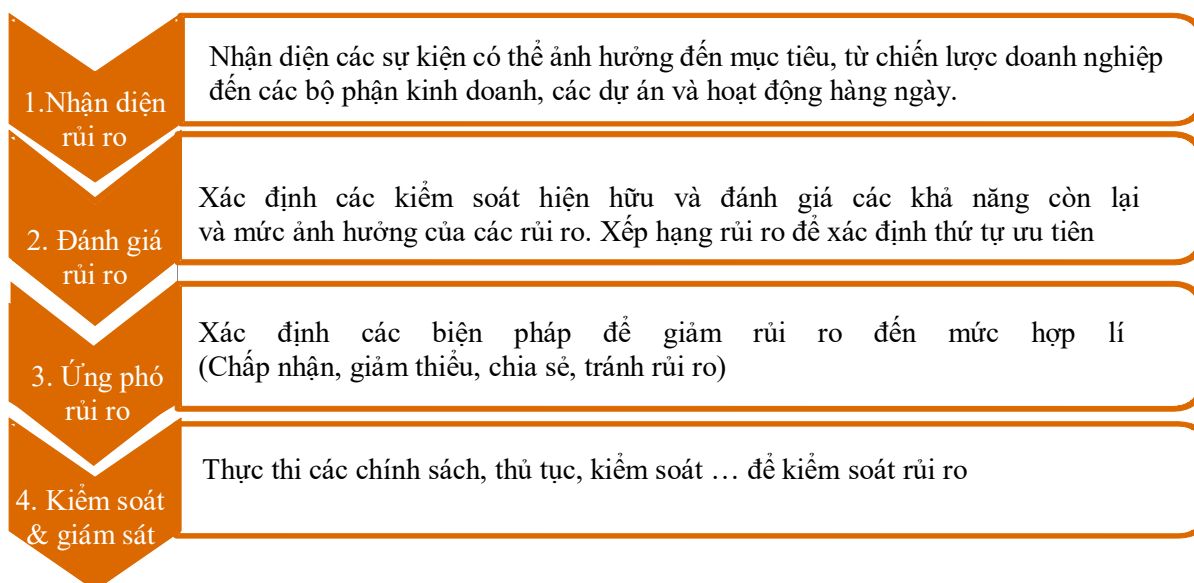 1.Nhận diện
rủi ro
Nhận diện các sự kiện có thể ảnh hưởng đến mục tiêu, từ chiến lược doanh nghiệp
đến các bộ phận kinh doanh, các dự án và hoạt động hàng ngày.
2. Đánh giá
rủi ro
Xác định các kiểm soát hiện hữu và đánh giá các khả năng còn lại
và mức ảnh hưởng của các rủi ro. Xếp hạng rủi ro để xác định thứ tự ưu tiên
3. Ứng phó
rủi ro
Xác định các biện pháp để giảm rủi ro đến mức hợp lí
(Chấp nhận, giảm thiểu, chia sẻ, tránh rủi ro)
4. Kiểm soát
& giám sát
Thực thi các chính sách, thủ tục, kiểm soát … để kiểm soát rủi ro